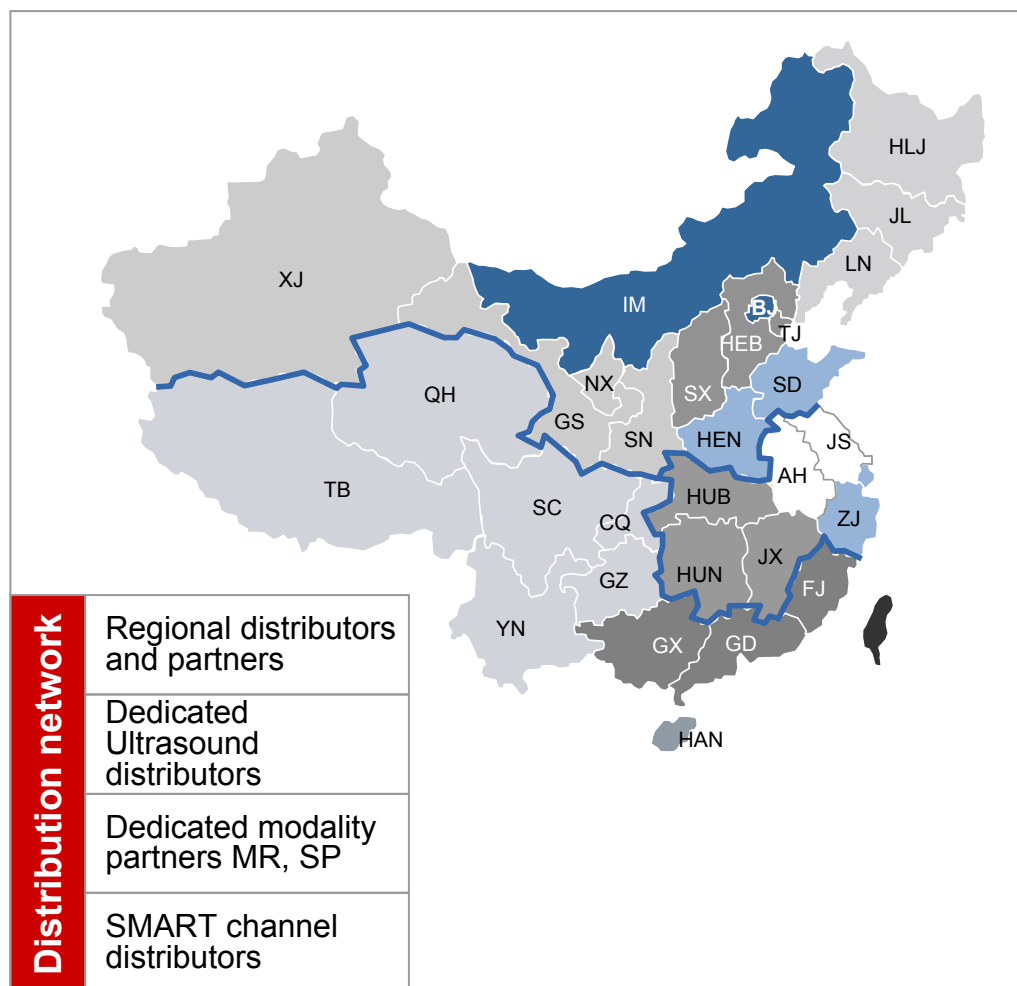 HLJ
JL
LN
XJ
IM
BJ
TJ
HEB
SD
NX
QH
SX
GS
SN
HEN
JS
AH
TB
SC
HUB
CQ
ZJ
JX
HUN
GZ
FJ
YN
GX
GD
HAN
Distribution network
Regional distributors
and partners
Dedicated
Ultrasound
distributors
Dedicated modality
partners MR, SP
SMART channel
distributors